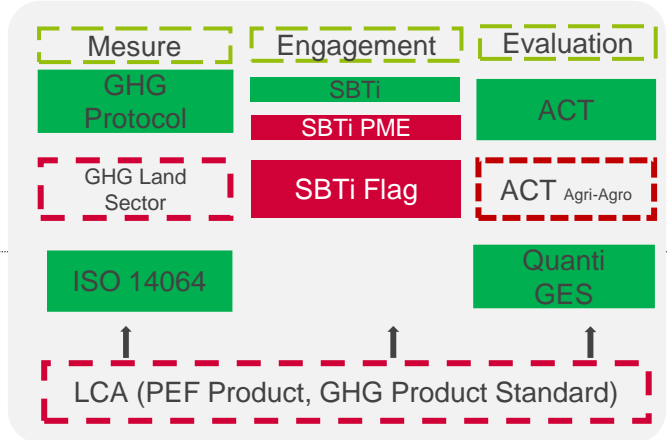 Mesure
Engagement
Evaluation
GHG
Protocol
SBTi
SBTi PME
ACT
GHG Land
Sector
SBTi Flag
ACT Agri-Agro
ISO 14064
Quanti
GES
LCA (PEF Product, GHG Product Standard)